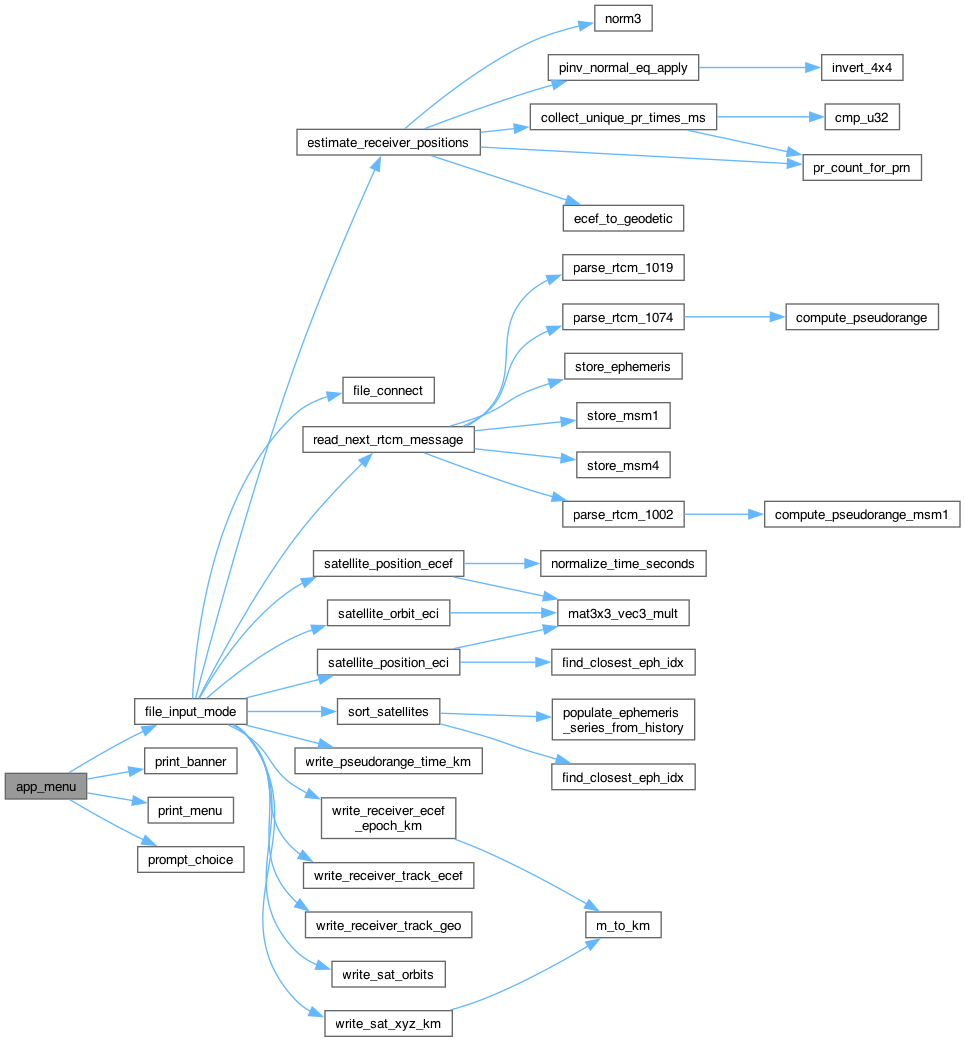 norm3
pinv_normal_eq_apply
invert_4x4
collect_unique_pr_times_ms
cmp_u32
estimate_receiver_positions
pr_count_for_prn
ecef_to_geodetic
parse_rtcm_1019
parse_rtcm_1074
compute_pseudorange
store_ephemeris
file_connect
store_msm1
read_next_rtcm_message
store_msm4
parse_rtcm_1002
compute_pseudorange_msm1
satellite_position_ecef
normalize_time_seconds
satellite_orbit_eci
mat3x3_vec3_mult
satellite_position_eci
find_closest_eph_idx
file_input_mode
sort_satellites
populate_ephemeris
_series_from_history
print_banner
write_pseudorange_time_km
find_closest_eph_idx
app_menu
print_menu
write_receiver_ecef
_epoch_km
prompt_choice
write_receiver_track_ecef
write_receiver_track_geo
m_to_km
write_sat_orbits
write_sat_xyz_km